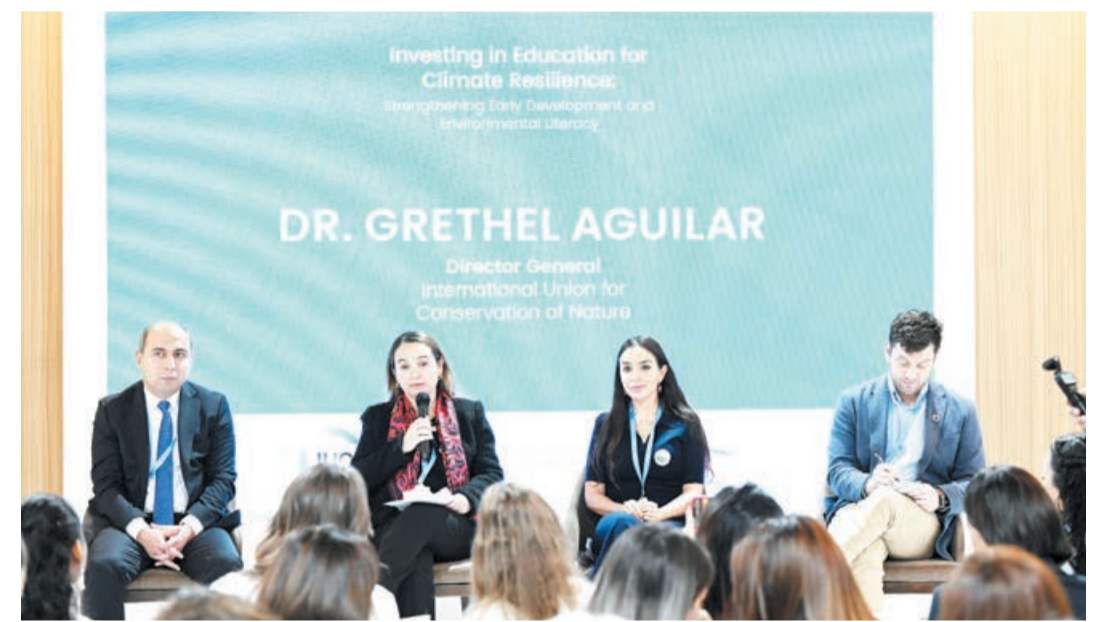 Investing in Education for
Climate Resilience:
Strengthening Early Development and
Environmental Literacy
DR. GRETHEL AGUILAR
Director General
International Union for
Conservation of Nature